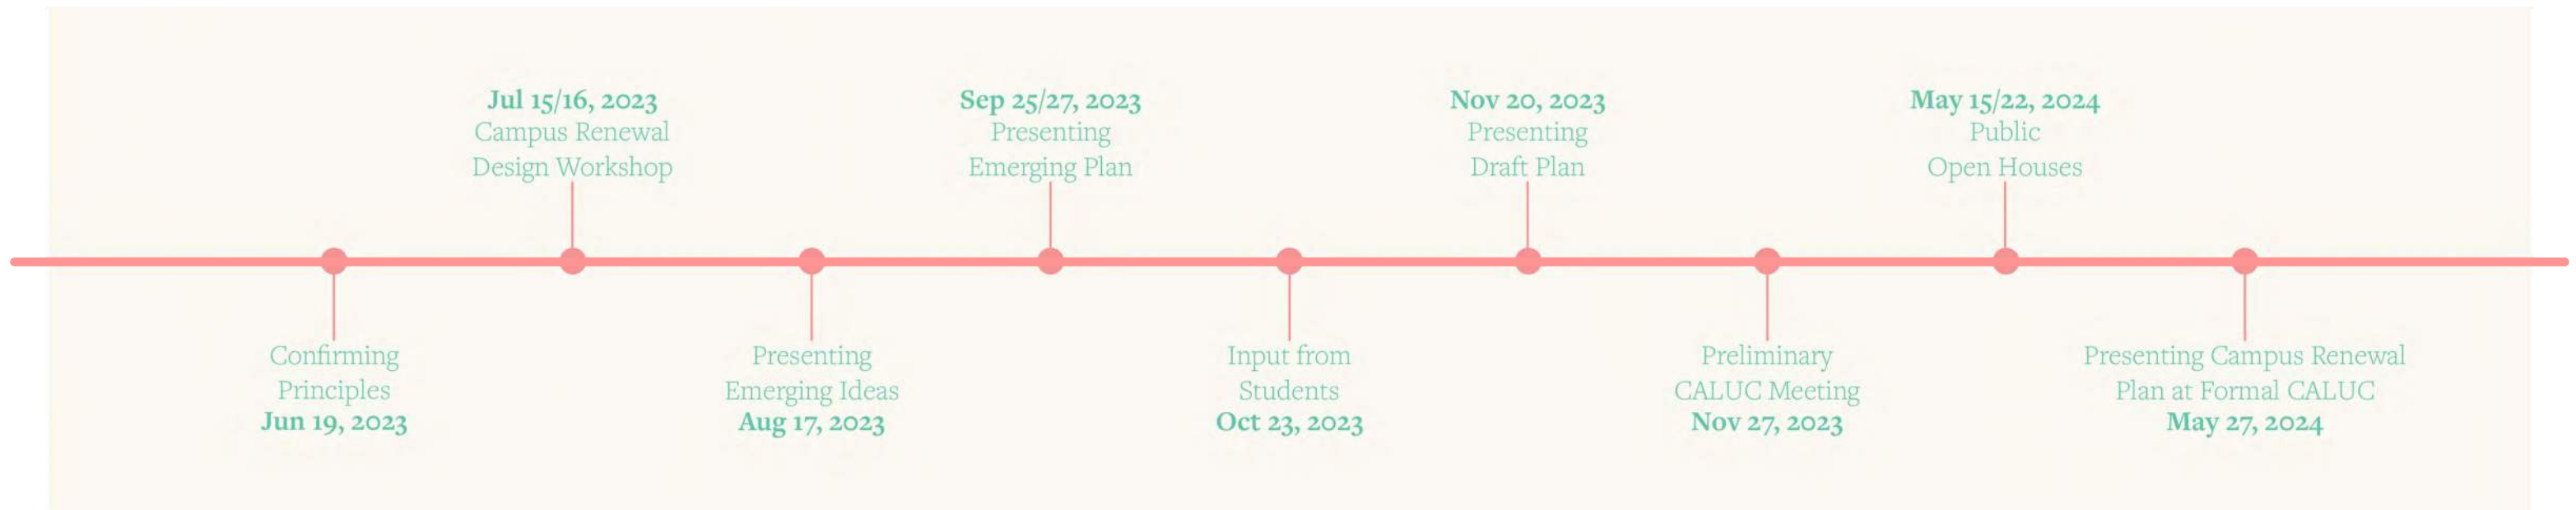 Jul 15/16, 2023
Campus Renewal
Design Workshop
Sep 25/27, 2023
Presenting
Emerging Plan
Nov 20, 2023
Presenting
Draft Plan
May 15/22, 2024
Public
Open Houses
Confirming
Principles
Jun 19, 2023
Presenting
Emerging Ideas
Aug 17, 2023
Input from
Students
Oct 23, 2023
Preliminary
CALUC Meeting
Nov 27, 2023
Presenting Campus Renewal
Plan at Formal CALUC
May 27, 2024